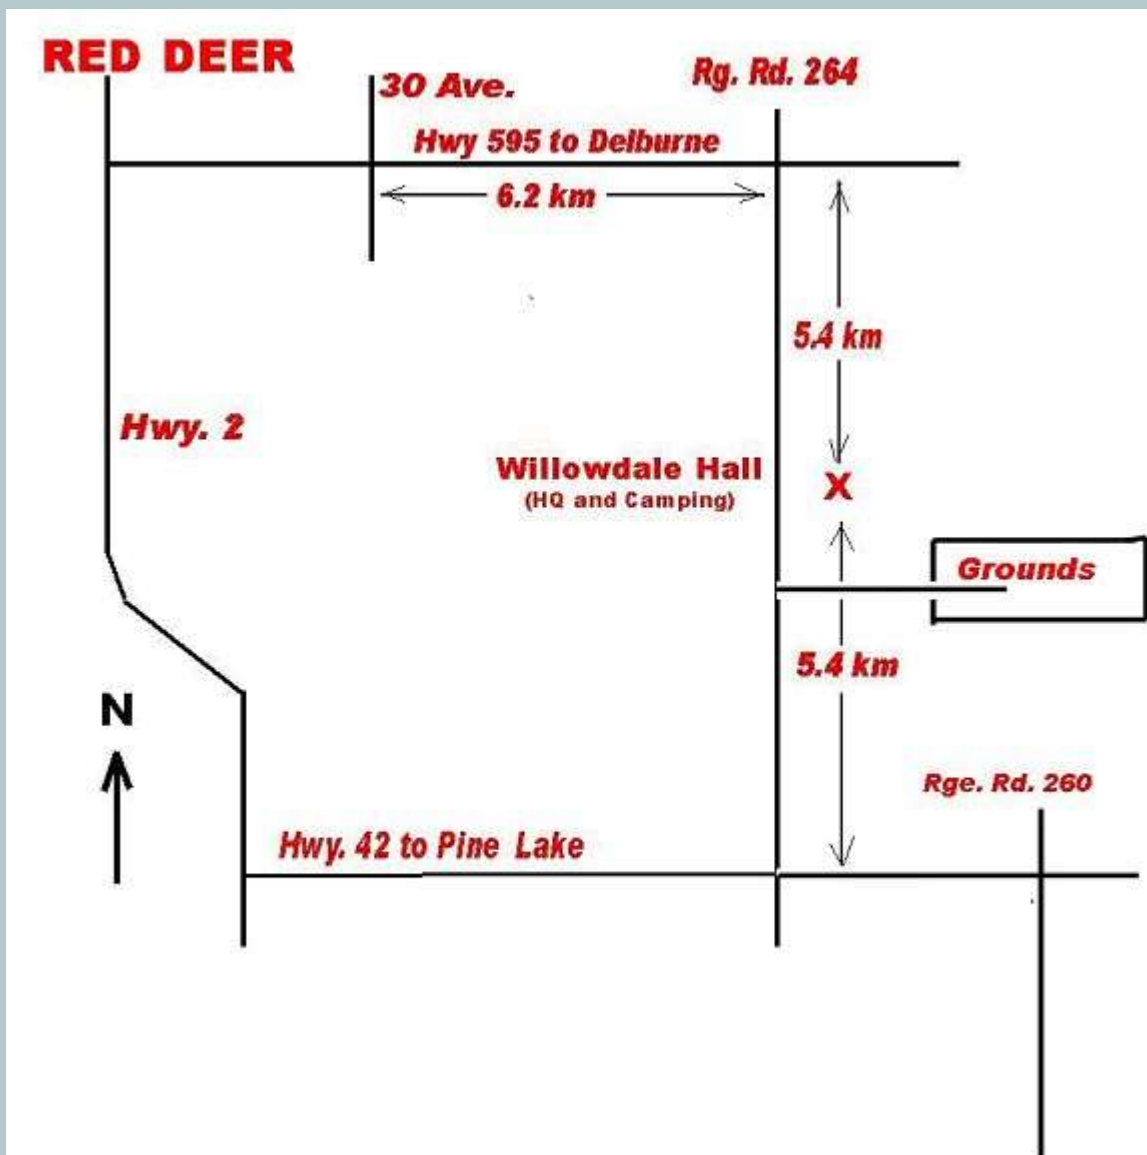 RED DEER
30 Ave.
Rg. Rd. 264
Hwy 595 to Delburne
6.2 km
5.4 km
Hwy. 2
Willowdale Hall
(HQ and Camping)
X
Grounds
5.4 km
N
Rge. Rd. 260
Hwy. 42 to Pine Lake